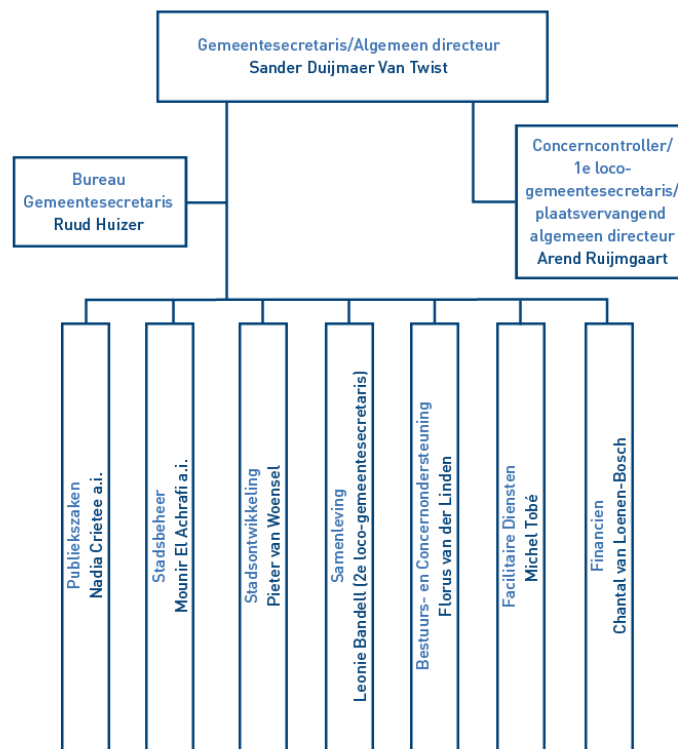 Gemeentesecretaris/Algemeen directeur
Sander Duijmaer Van Twist
Bureau
Gemeentesecretaris
Ruud Huizer
Concerncontroller/
1e loco-
gemeentesecretaris/
plaatsvervangend
algemeen directeur
Arend Ruijmgaart
Publiekszaken
Nadia Crietee a.i.
Stadsbeheer
Mounir El Achrafi a.i.
Stadsontwikkeling
Pieter van Woensel
Samenleving
Leonie Bandell (2e loco-gemeentesecretaris)
Bestuurs- en Concernondersteuning
Florus van der Linden
Facilitaire Diensten
Michel Tobé
Financien
Chantal van Loenen-Bosch